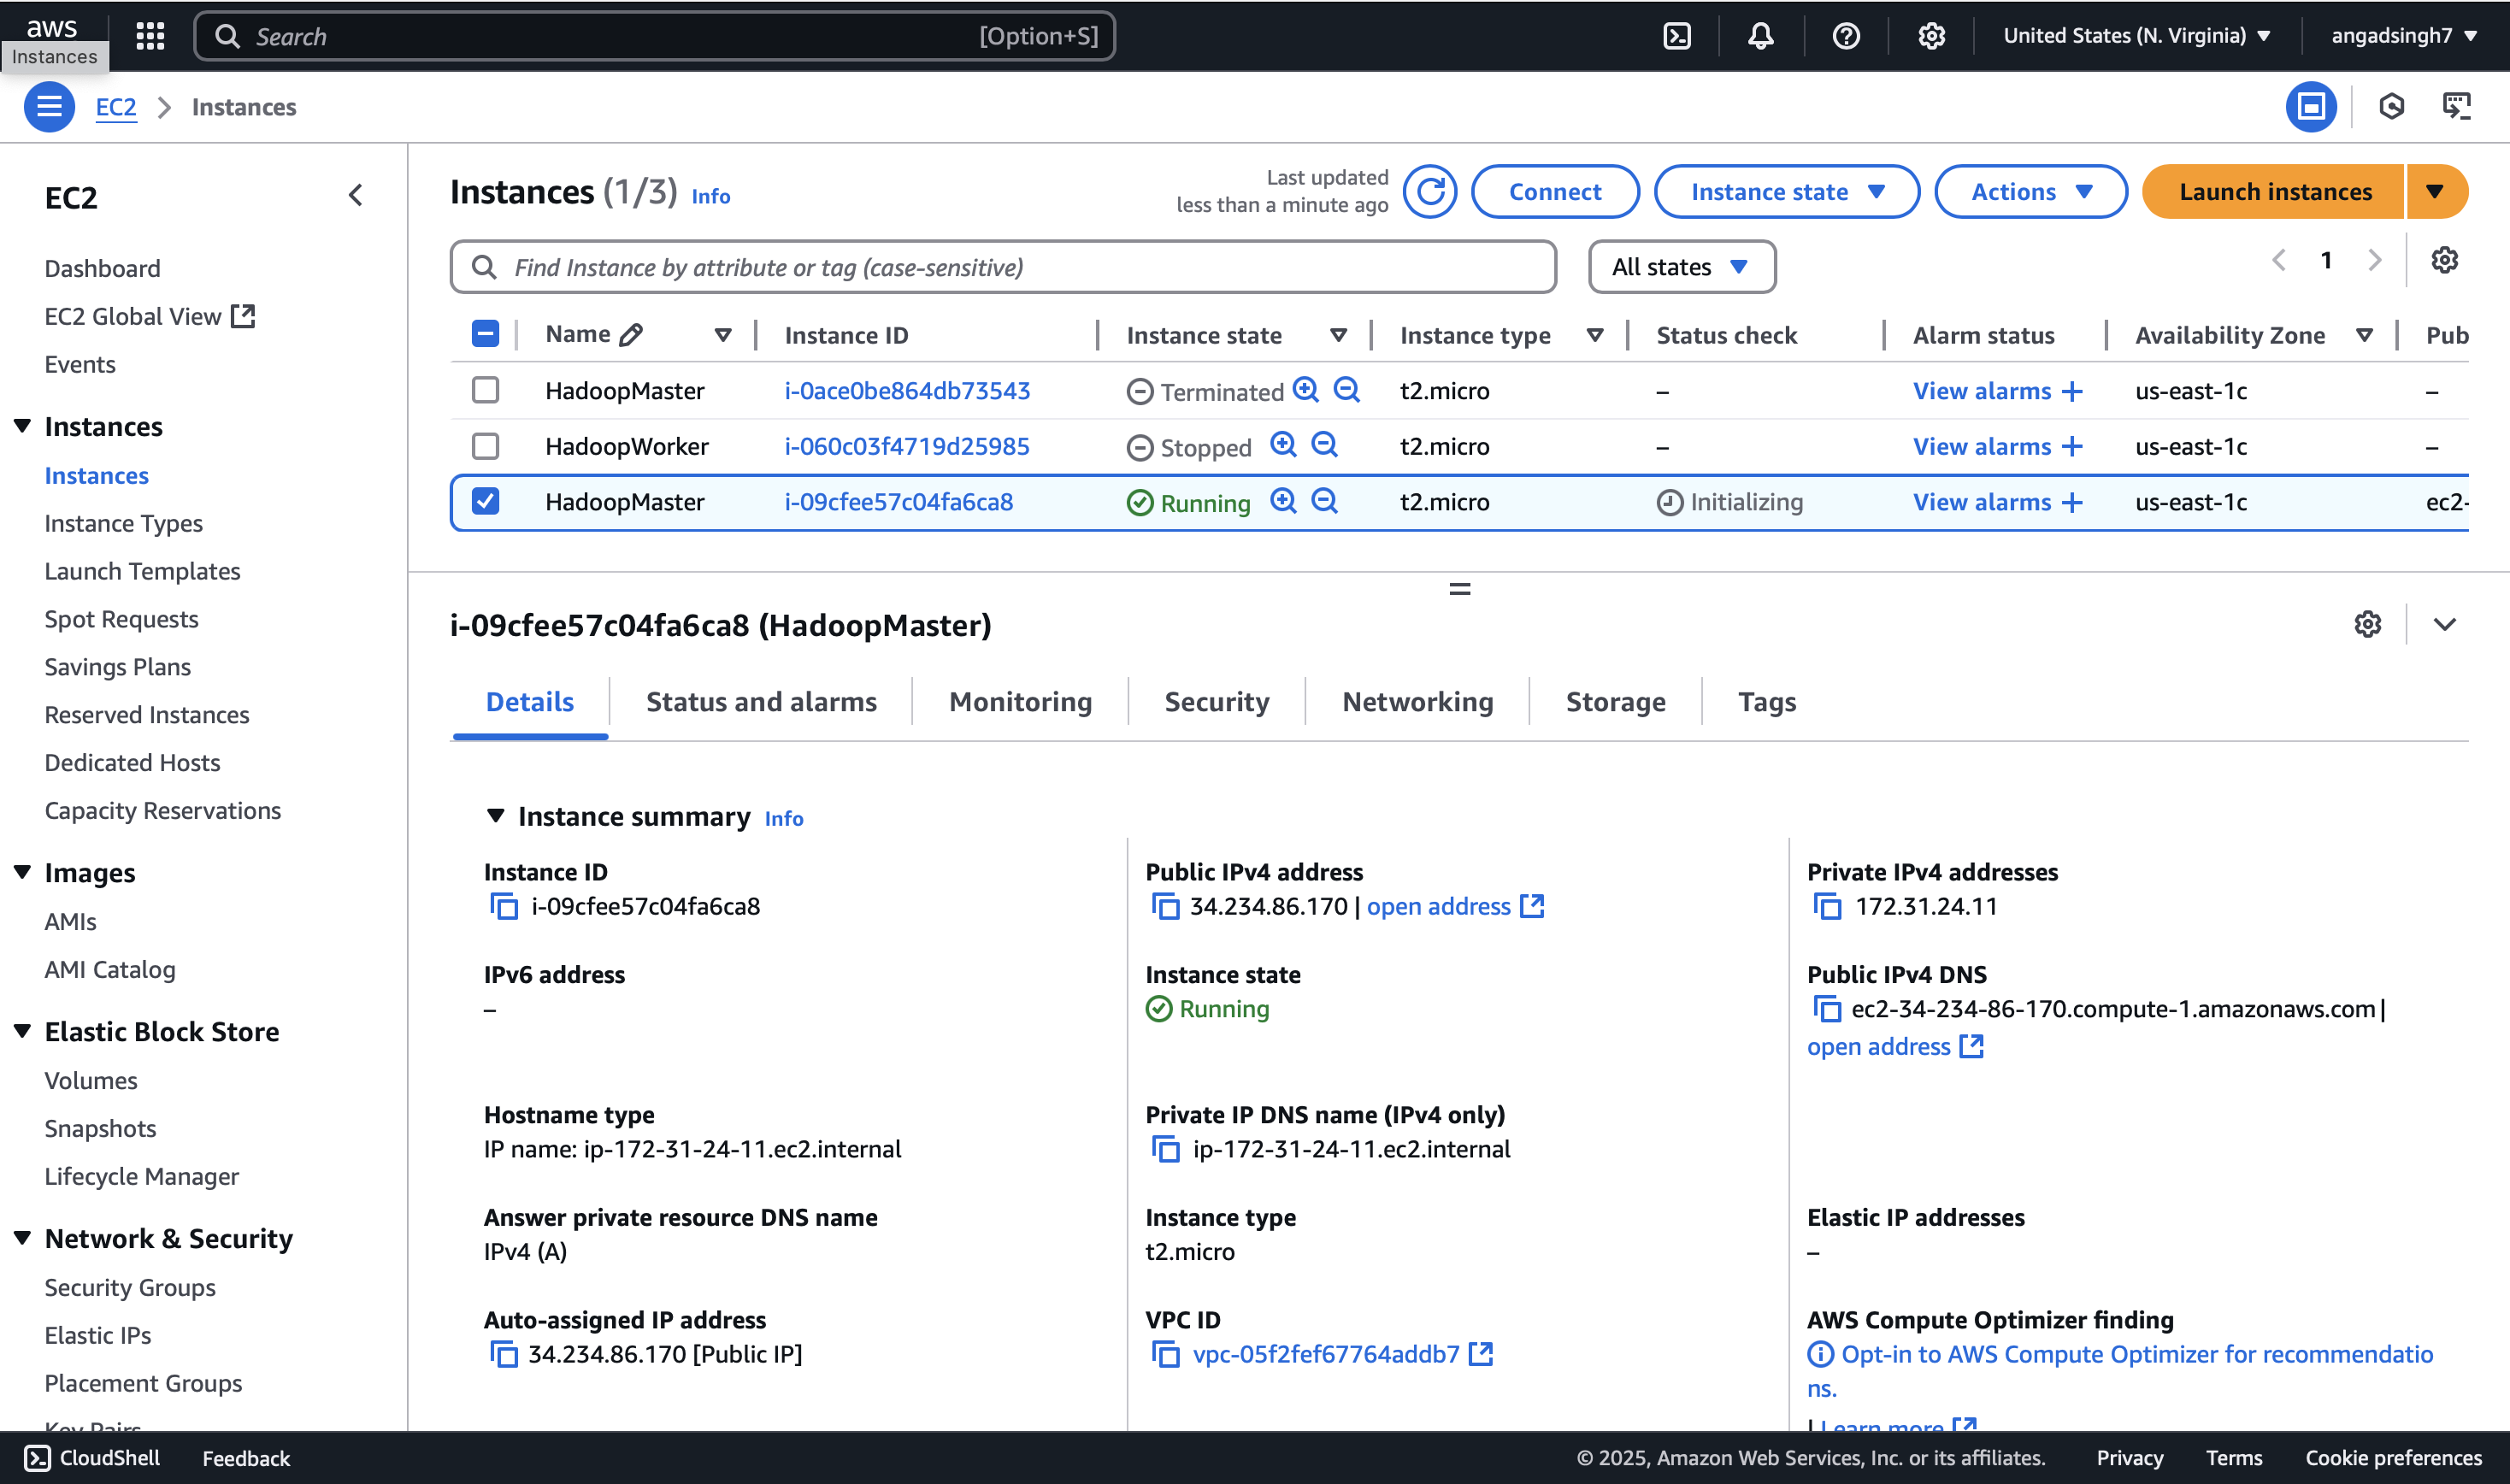 aws
Instances
Search
[Option+S]
United States (N. Virginia)
angadsingh7
EC2
Instances
EC2
Dashboard
EC2 Global View
Events
Instances
Instances
Instance Types
Launch Templates
Spot Requests
Savings Plans
Reserved Instances
Dedicated Hosts
Capacity Reservations
Images
AMIs
AMI Catalog
Elastic Block Store
Volumes
Snapshots
Lifecycle Manager
Network & Security
Security Groups
Elastic IPs
Placement Groups
Key Pairs
Instances (1/3) Info
Last updated
less than a minute ago
Connect
Instance state
Actions
Launch instances
Find Instance by attribute or tag (case-sensitive)
All states
1
Name Instance ID Instance state Instance type Status check Alarm status Availability Zone Pub
HadoopMaster i-0ace0be864db73543 Terminated t2.micro – View alarms + us-east-1c –
HadoopWorker i-060c03f4719d25985 Stopped t2.micro – View alarms + us-east-1c –
HadoopMaster i-09cfee57c04fa6ca8 Running t2.micro Initializing View alarms + us-east-1c ec2-
i-09cfee57c04fa6ca8 (HadoopMaster)
Details
Status and alarms
Monitoring
Security
Networking
Storage
Tags
Instance summary Info
Instance ID
i-09cfee57c04fa6ca8
Public IPv4 address
34.234.86.170 | open address
Private IPv4 addresses
172.31.24.11
IPv6 address
–
Instance state
Running
Public IPv4 DNS
ec2-34-234-86-170.compute-1.amazonaws.com |
open address
Hostname type
IP name: ip-172-31-24-11.ec2.internal
Private IP DNS name (IPv4 only)
ip-172-31-24-11.ec2.internal
Answer private resource DNS name
IPv4 (A)
Instance type
t2.micro
Elastic IP addresses
–
Auto-assigned IP address
34.234.86.170 [Public IP]
VPC ID
vpc-05f2fef67764addb7
AWS Compute Optimizer finding
Opt-in to AWS Compute Optimizer for recommendatio
ns.
| Learn more
CloudShell
Feedback
© 2025, Amazon Web Services, Inc. or its affiliates.
Privacy
Terms
Cookie preferences